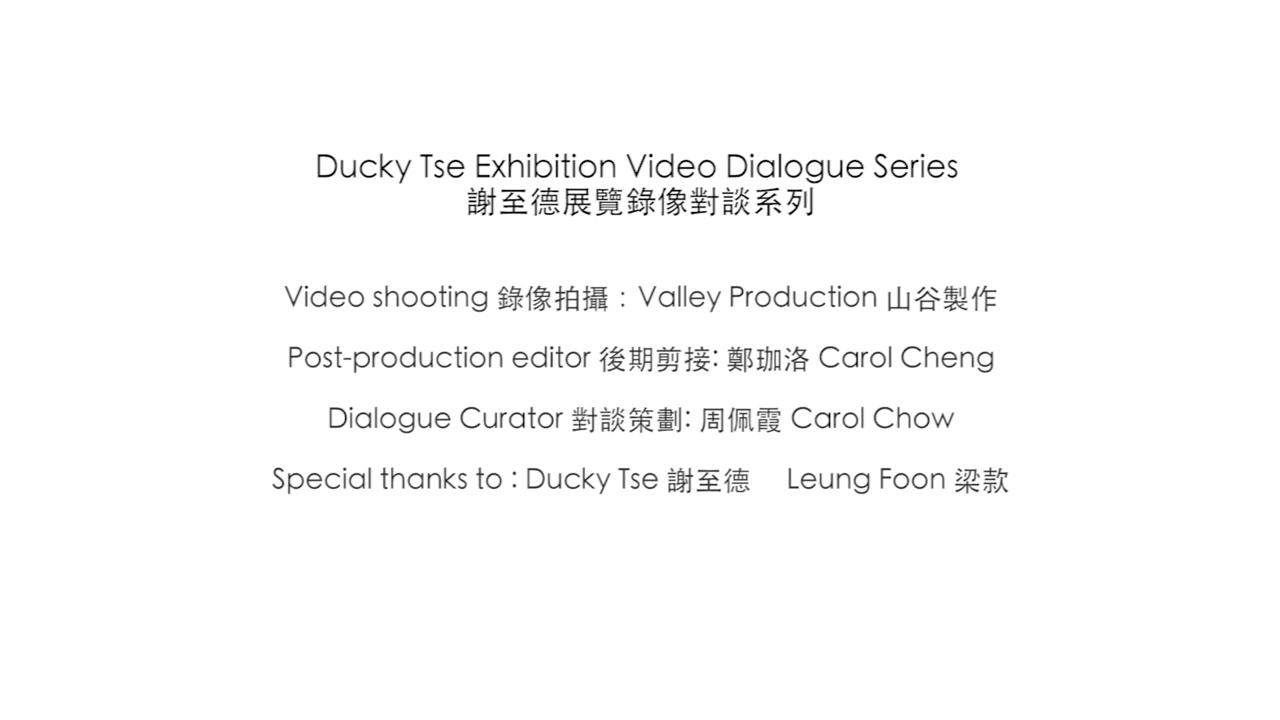 Ducky Tse Exhibition Video Dialogue Series
謝至德展覽錄像對談系列
Video shooting 錄像拍攝：Valley Production 山谷製作
Post-production editor 後期剪接: 鄭珈洛 Carol Cheng
Dialogue Curator 對談策劃: 周佩霞 Carol Chow
Special thanks to : Ducky Tse 謝至德 Leung Foon 梁款